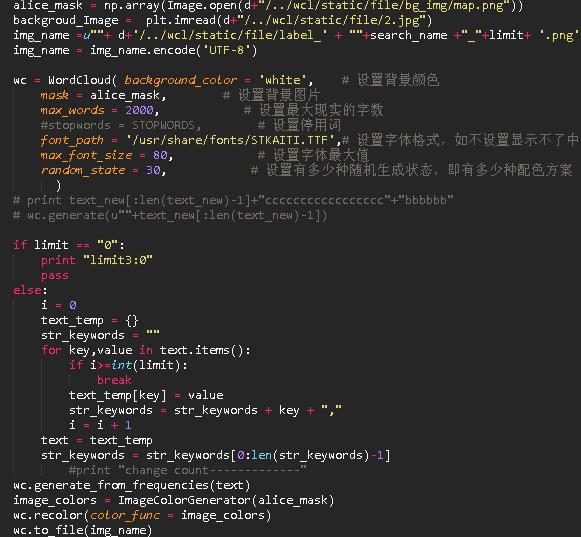 alice_mask = np.array(Image.open(d+"/../wcl/static/file/bg_img/map.png"))
backgroud_Image =  plt.imread(d+"/../wcl/static/file/2.jpg")
img_name =u""+ d+'/../wcl/static/file/label_' + ""+search_name +"_"+limit+ '.png'
img_name = img_name.encode('UTF-8')
wc = WordCloud( background_color = 'white',    # 设置背景颜色
    mask = alice_mask,        # 设置背景图片
    max_words = 2000,            # 设置最大现实的字数
    #stopwords = STOPWORDS,        # 设置停用词
    font_path = '/usr/share/fonts/STKAITI.TTF',# 设置字体格式，如不设置显示不了中
    max_font_size = 80,            # 设置字体最大值
    random_state = 30,            # 设置有多少种随机生成状态，即有多少种配色方案
      )
# print text_new[:len(text_new)-1]+"ccccccccccccccccc"+"bbbbbb"
# wc.generate(u""+text_new[:len(text_new)-1])
if limit == "0":
    print "limit3:0"
    pass
else:
    i = 0
    text_temp = {}
    str_keywords = ""
    for key,value in text.items():
        if i>=int(limit):
            break
        text_temp[key] = value
        str_keywords = str_keywords + key + ","
        i = i + 1
    text = text_temp
    str_keywords = str_keywords[0:len(str_keywords)-1]
        #print "change count-------------"
wc.generate_from_frequencies(text)
image_colors = ImageColorGenerator(alice_mask)
wc.recolor(color_func = image_colors)
wc.to_file(img_name)